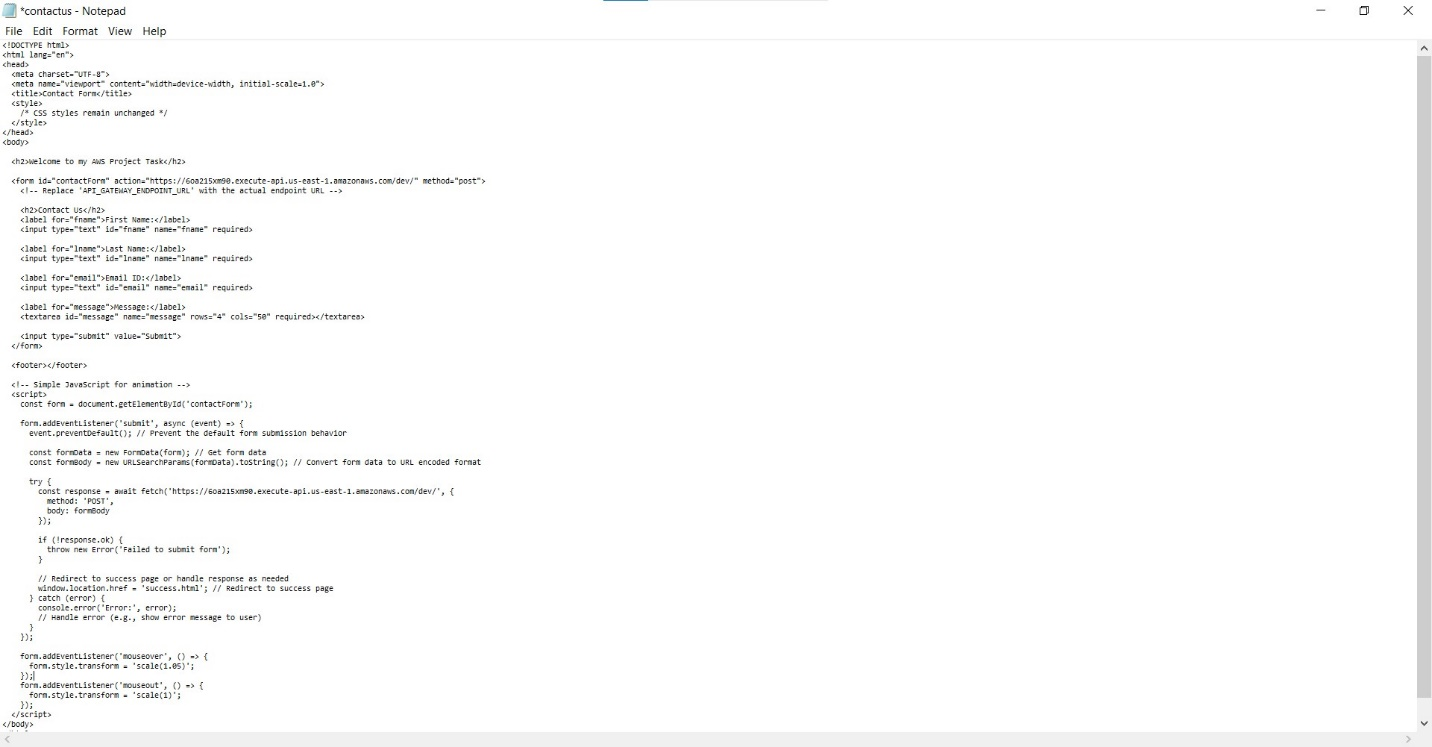 *contactus - Notepad
File Edit Format View Help
<!DOCTYPE html>
<html lang="en">
<head>
  <meta charset="UTF-8">
  <meta name="viewport" content="width=device-width, initial-scale=1.0">
  <title>Contact Form</title>
  <style>
    /* CSS styles remain unchanged */
  </style>
</head>
<body>

  <h2>Welcome to my AWS Project Task</h2>

  <form id="contactForm" action="https://6oa215xm90.execute-api.us-east-1.amazonaws.com/dev/" method="post">
    <!-- Replace 'API_GATEWAY_ENDPOINT_URL' with the actual endpoint URL -->

    <h2>Contact Us</h2>
    <label for="fname">First Name:</label>
    <input type="text" id="fname" name="fname" required>

    <label for="lname">Last Name:</label>
    <input type="text" id="lname" name="lname" required>

    <label for="email">Email ID:</label>
    <input type="text" id="email" name="email" required>

    <label for="message">Message:</label>
    <textarea id="message" name="message" rows="4" cols="50" required></textarea>

    <input type="submit" value="Submit">
  </form>

  <footer></footer>

  <!-- Simple JavaScript for animation -->
  <script>
    const form = document.getElementById('contactForm');

    form.addEventListener('submit', async (event) => {
      event.preventDefault(); // Prevent the default form submission behavior

      const formData = new FormData(form); // Get form data
      const formBody = new URLSearchParams(formData).toString(); // Convert form data to URL encoded format

      try {
        const response = await fetch('https://6oa215xm90.execute-api.us-east-1.amazonaws.com/dev/', {
          method: 'POST',
          body: formBody
        });

        if (!response.ok) {
          throw new Error('Failed to submit form');
        }

        // Redirect to success page or handle response as needed
        window.location.href = 'success.html'; // Redirect to success page
      } catch (error) {
        console.error('Error:', error);
        // Handle error (e.g., show error message to user)
      }
    });

    form.addEventListener('mouseover', () => {
      form.style.transform = 'scale(1.05)';
    });
    form.addEventListener('mouseout', () => {
      form.style.transform = 'scale(1)';
    });
  </script>
</body>